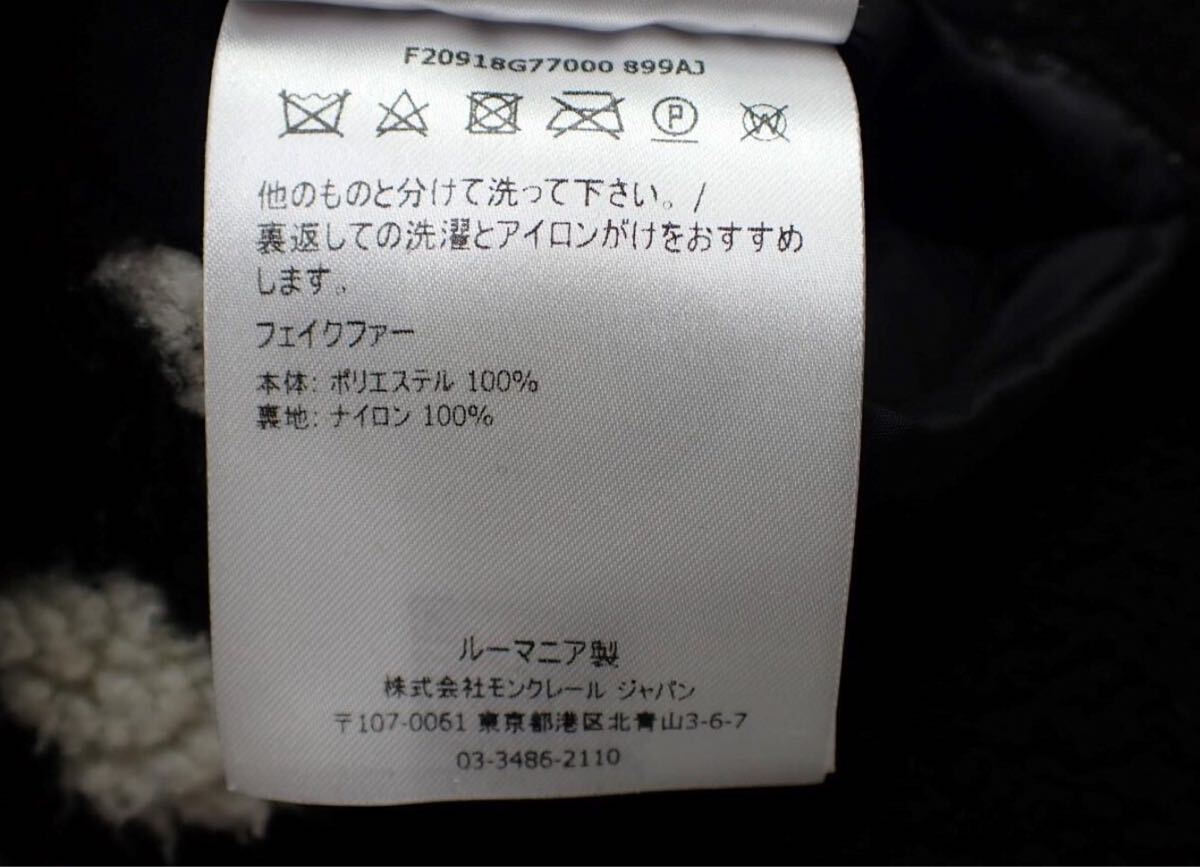 F20918G77000 899AJ
P W
他のものと分けて洗って下さい。/
裏返しての洗濯とアイロンがけをおすすめ
します。
フェイクファー
本体: ポリエステル 100%
裏地: ナイロン 100%
ルーマニア製
株式会社モンクレール ジャパン
〒107-0061 東京都港区北青山3-6-7
03-3486-2110